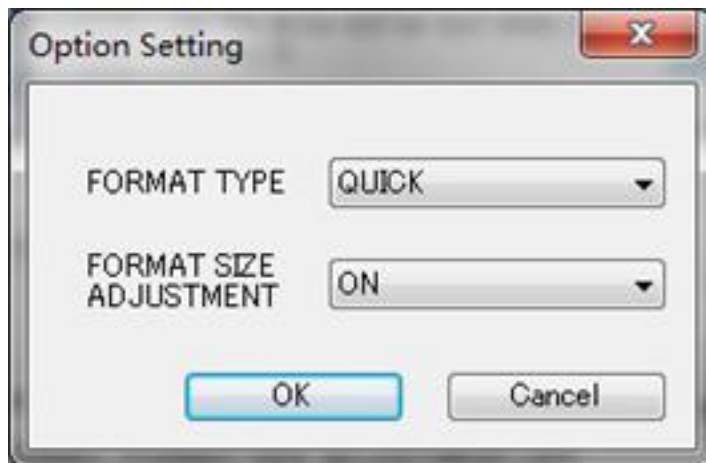 Option Setting
FORMAT TYPE
QUICK
FORMAT SIZE
ADJUSTMENT
ON
OK
Cancel